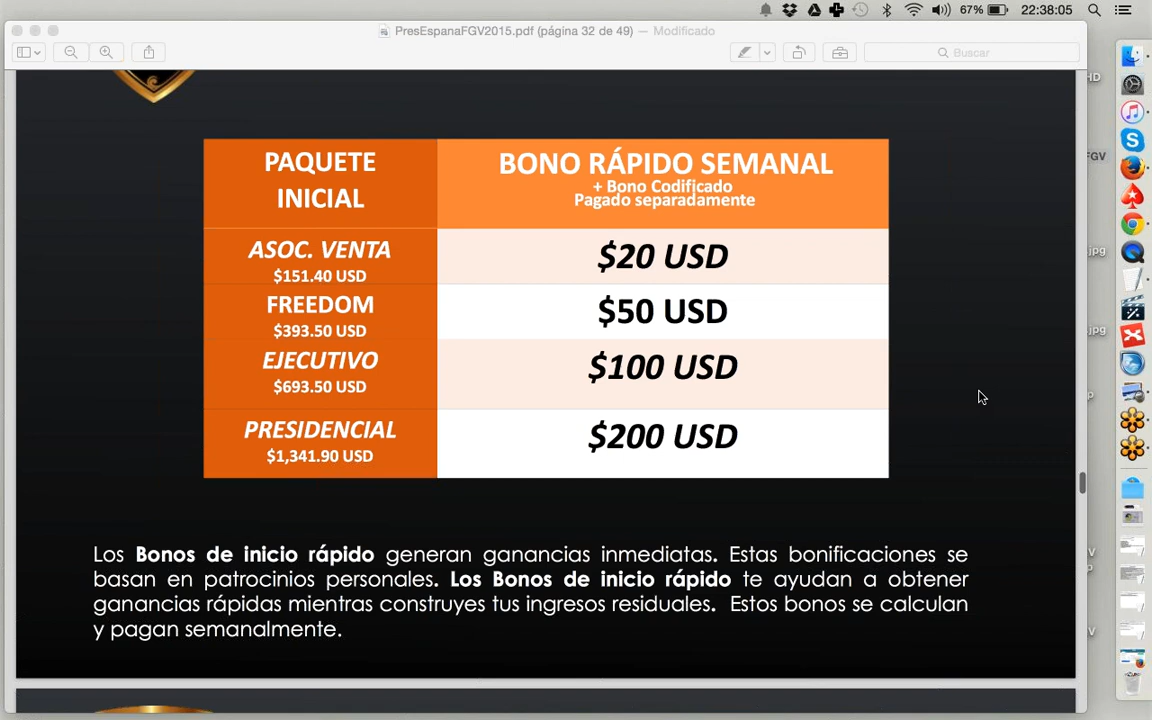 67% 22:38:05
PresEspanaFGV2015.pdf (página 32 de 49) — Modificado
Buscar
HD
FGV
.jpg
.jpg
PAQUETE
INICIAL
BONO RÁPIDO SEMANAL
+ Bono Codificado
Pagado separadamente
ASOC. VENTA
$151.40 USD
$20 USD
FREEDOM
$393.50 USD
$50 USD
EJECUTIVO
$693.50 USD
$100 USD
PRESIDENCIAL
$1,341.90 USD
$200 USD
Los Bonos de inicio rápido generan ganancias inmediatas. Estas bonificaciones se
basan en patrocinios personales. Los Bonos de inicio rápido te ayudan a obtener
ganancias rápidas mientras construyes tus ingresos residuales. Estos bonos se calculan
y pagan semanalmente.